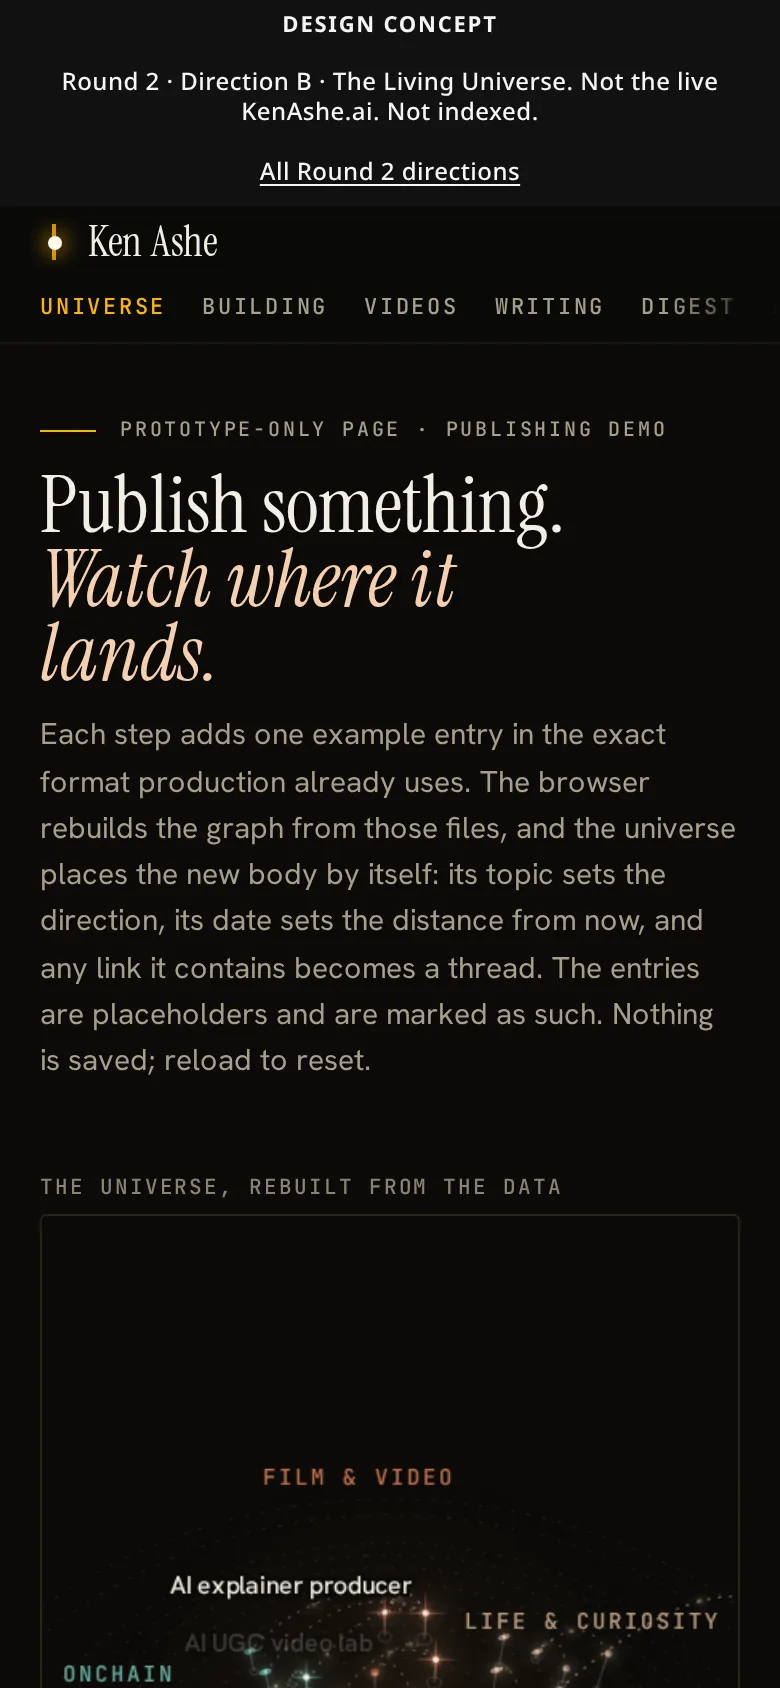 DESIGN CONCEPT
Round 2 · Direction B · The Living Universe. Not the live
KenAshe.ai. Not indexed.
All Round 2 directions
Ken Ashe
UNIVERSE BUILDING VIDEOS WRITING DIGEST
PROTOTYPE-ONLY PAGE · PUBLISHING DEMO
Publish something.
Watch where it
lands.
Each step adds one example entry in the exact
format production already uses. The browser
rebuilds the graph from those files, and the universe
places the new body by itself: its topic sets the
direction, its date sets the distance from now, and
any link it contains becomes a thread. The entries
are placeholders and are marked as such. Nothing
is saved; reload to reset.
THE UNIVERSE, REBUILT FROM THE DATA
FILM & VIDEO
AI explainer producer
LIFE & CURIOSITY
AI UGC video lab
ONCHAIN